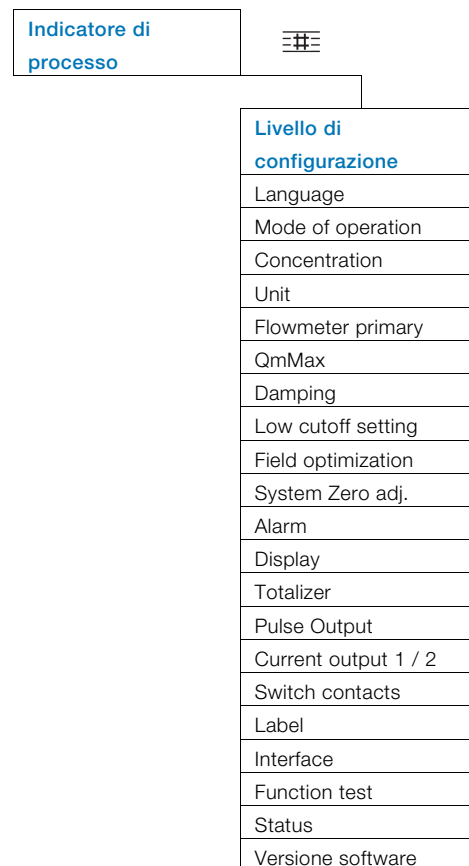 Indicatore di
processo
Livello di
configurazione
Language
Mode of operation
Concentration
Unit
Flowmeter primary
QmMax
Damping
Low cutoff setting
Field optimization
System Zero adj.
Alarm
Display
Totalizer
Pulse Output
Current output 1 / 2
Switch contacts
Label
Interface
Function test
Status
Versione software